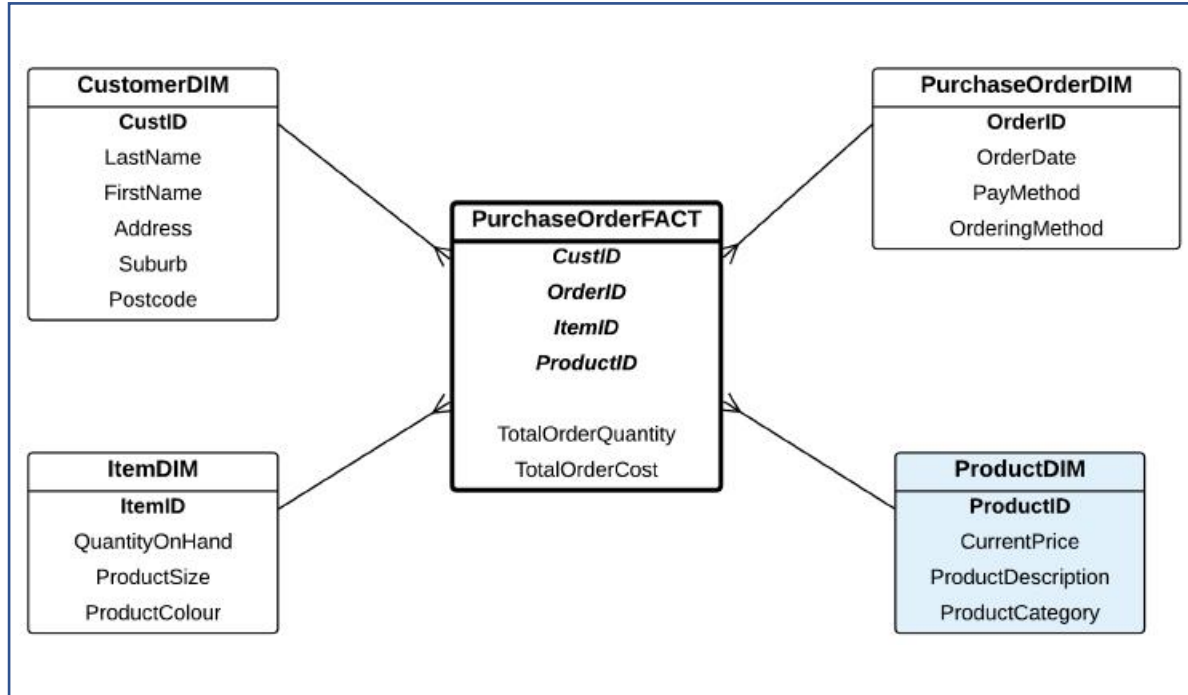 CustomerDIM
CustID
LastName
FirstName
Address
Suburb
Postcode
PurchaseOrderDIM
OrderID
OrderDate
PayMethod
OrderingMethod
PurchaseOrderFACT
CustID
OrderID
ItemID
ProductID
TotalOrderQuantity
TotalOrderCost
ItemDIM
ItemID
QuantityOnHand
ProductSize
ProductColour
ProductDIM
ProductID
CurrentPrice
ProductDescription
ProductCategory